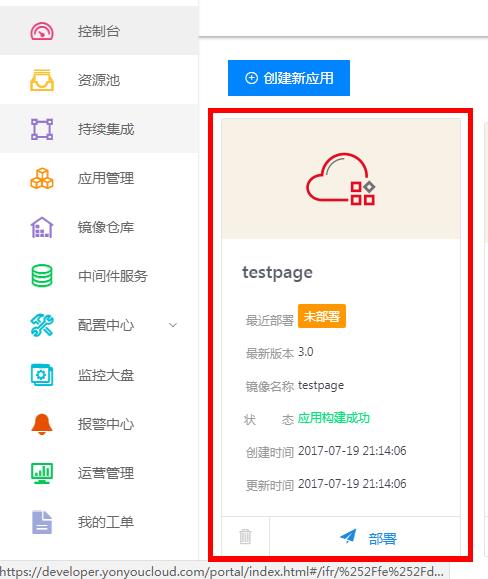 控制台
资源池
持续集成
应用管理
镜像仓库
中间件服务
配置中心
监控大盘
报警中心
运营管理
我的工单
创建新应用
testpage
最近部署 未部署
最新版本 3.0
镜像名称 testpage
状 态 应用构建成功
创建时间 2017-07-19 21:14:06
更新时间 2017-07-19 21:14:06
部署
https://developer.yonyoucloud.com/portal/index.html#/ifr/%252Ffe%252Fd...